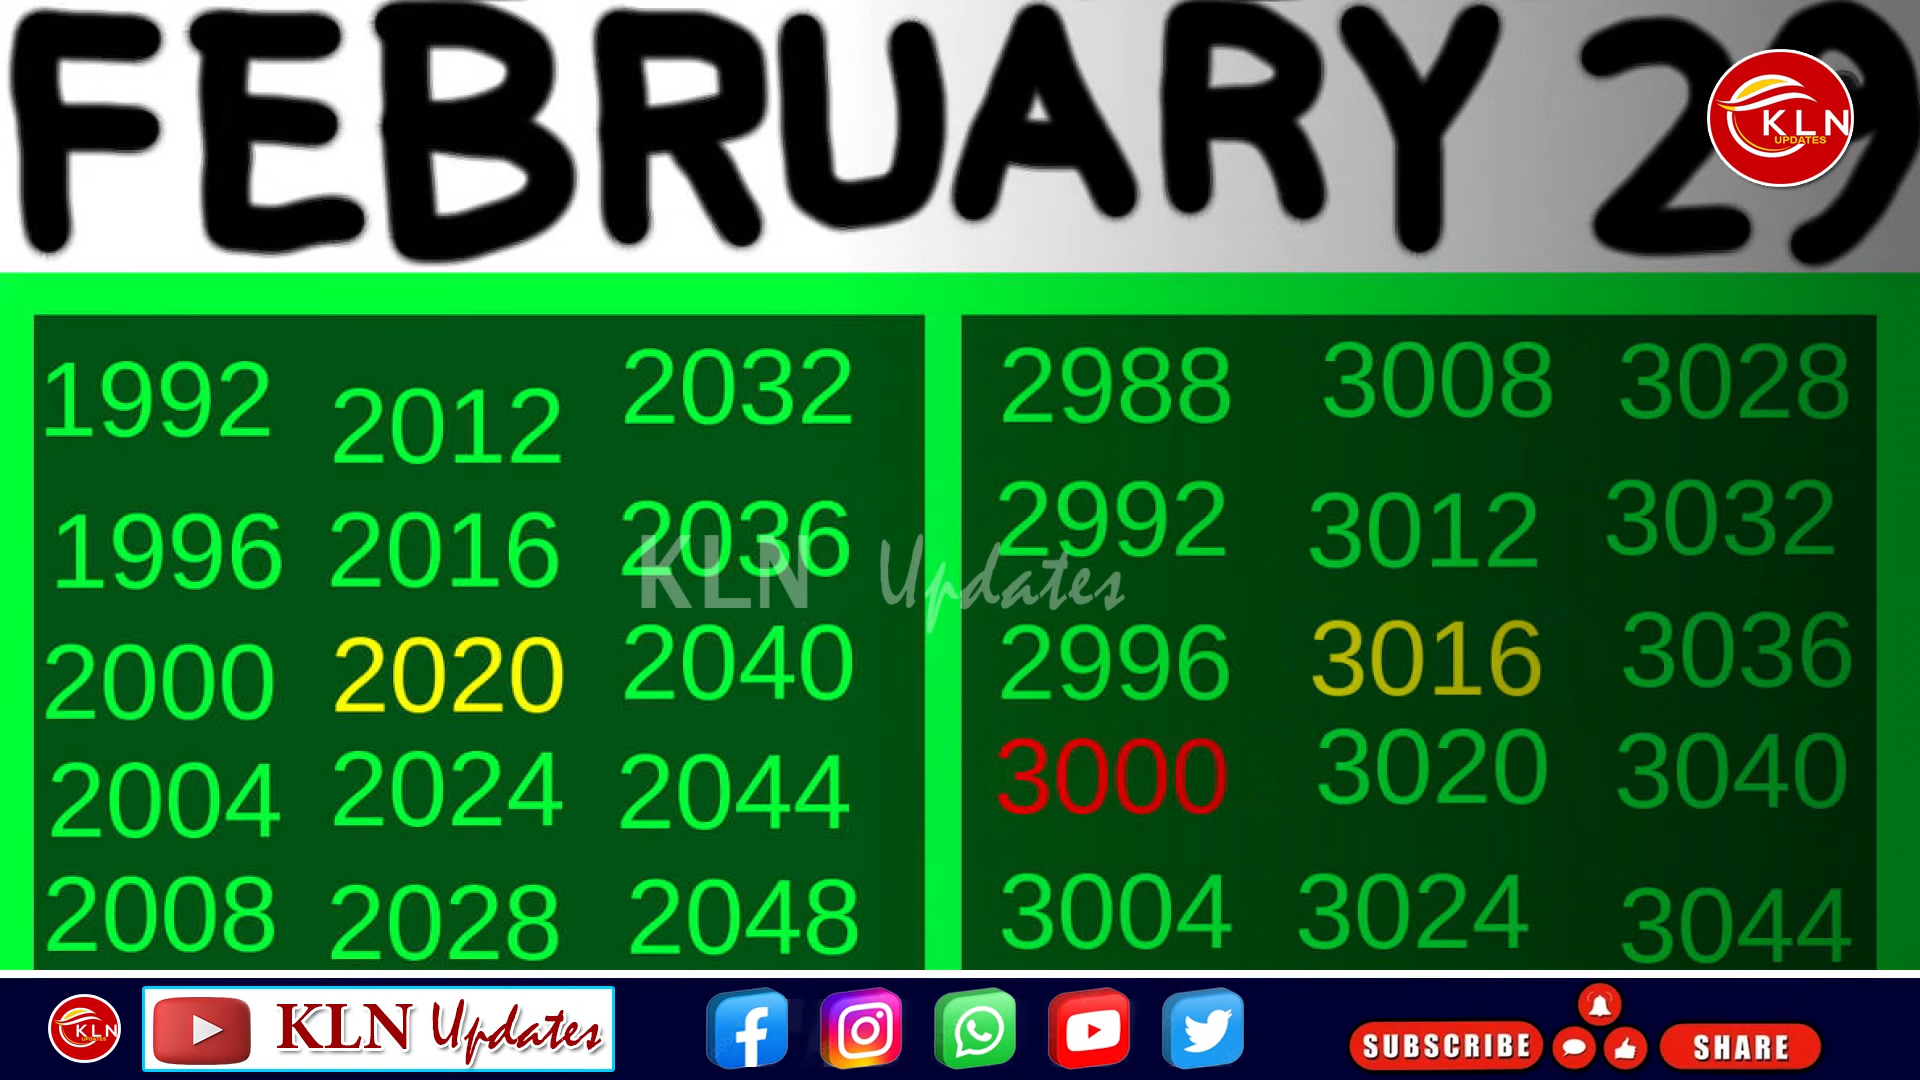 FEBRUARY 29
KLN
UPDATES
1992 2012 2032
1996 2016 2036
2000 2020 2040
2004 2024 2044
2008 2028 2048
2988 3008 3028
2992 3012 3032
2996 3016 3036
3000 3020 3040
3004 3024 3044
KLN Updates
KLN
UPDATES
KLN Updates
SUBSCRIBE
SHARE